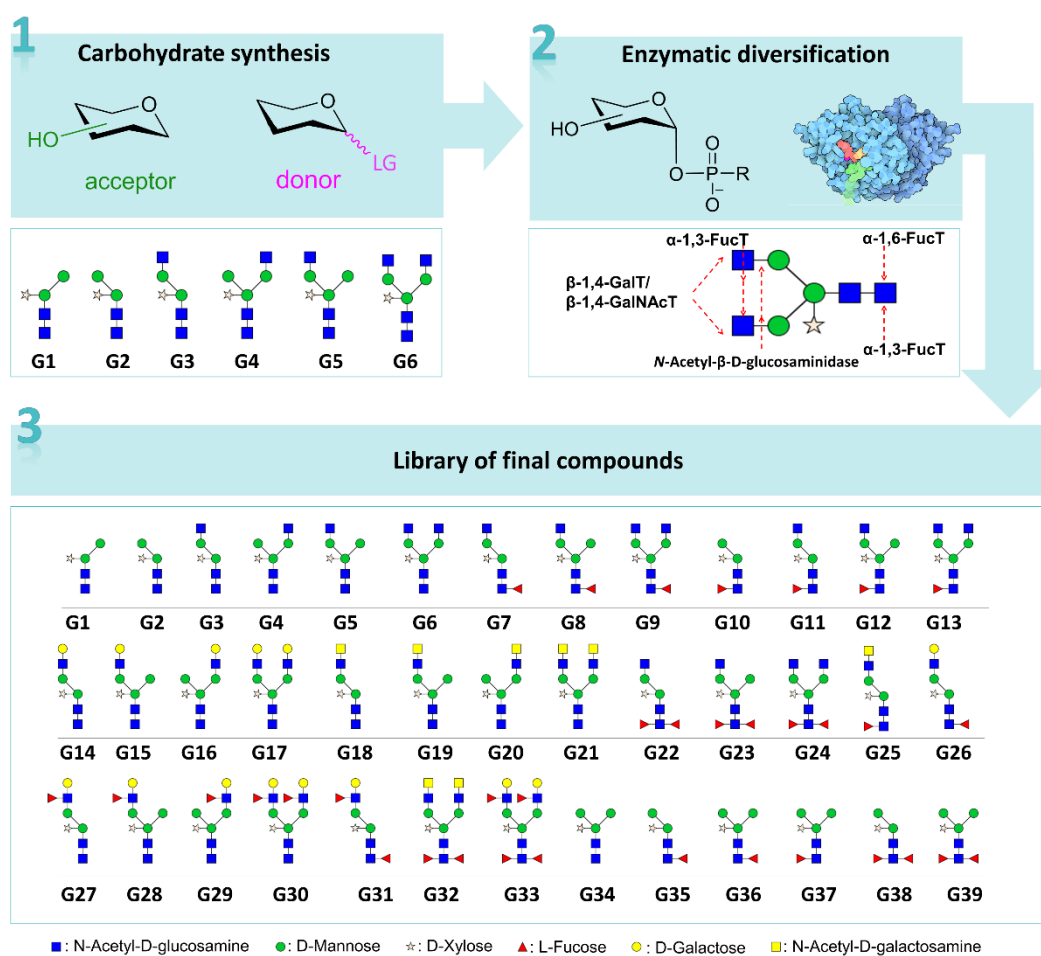 1
Carbohydrate synthesis
HO
O
acceptor
O
LG
donor
2
Enzymatic diversification
HO
O
O
O
P
R
O
–
G1 G2 G3 G4 G5 G6
α-1,3-FucT
α-1,6-FucT
β-1,4-GalT/
β-1,4-GalNAcT
N-Acetyl-β-D-glucosaminidase
α-1,3-FucT
3
Library of final compounds
G1 G2 G3 G4 G5 G6 G7 G8 G9 G10 G11 G12 G13
G14 G15 G16 G17 G18 G19 G20 G21 G22 G23 G24 G25 G26
G27 G28 G29 G30 G31 G32 G33 G34 G35 G36 G37 G38 G39
: N-Acetyl-D-glucosamine : D-Mannose : D-Xylose : L-Fucose : D-Galactose : N-Acetyl-D-galactosamine